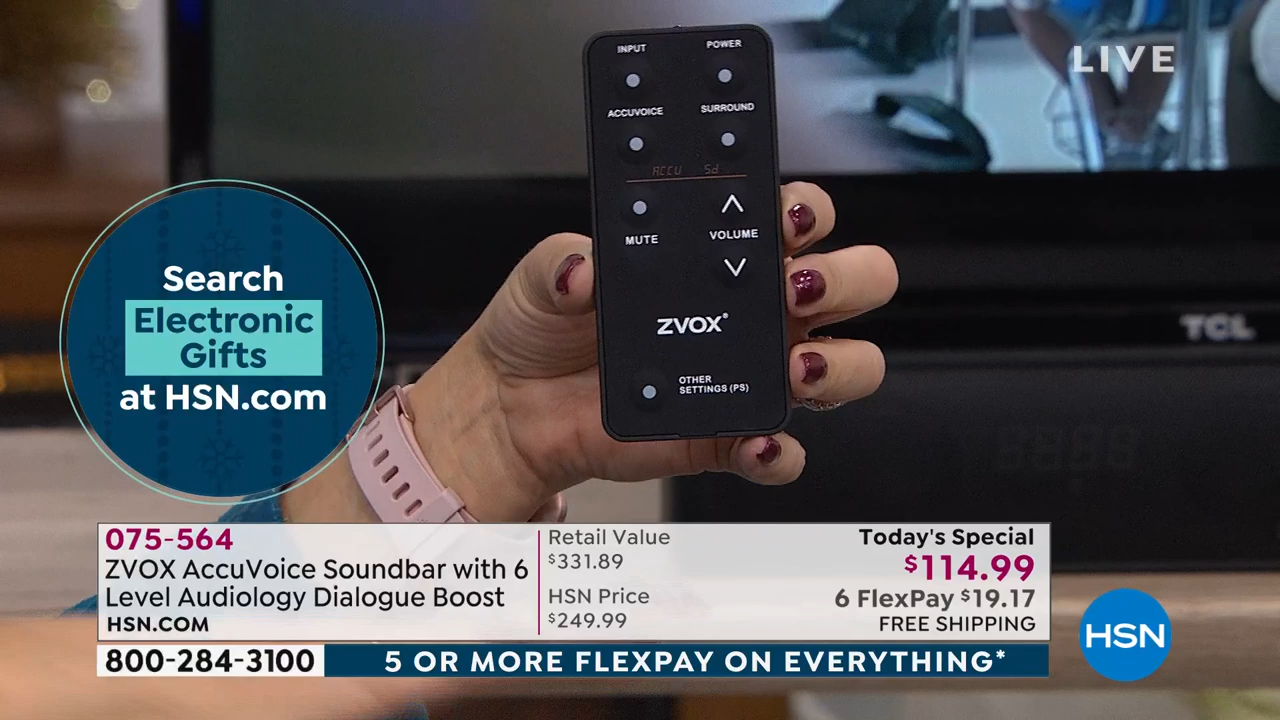 LIVE
INPUT POWER
ACCUVOICE SURROUND
ACCU Sd
MUTE VOLUME
ZVOX®
OTHER
SETTINGS (PS)
TCL
Search
Electronic
Gifts
at HSN.com
075-564
ZVOX AccuVoice Soundbar with 6
Level Audiology Dialogue Boost
HSN.COM
Retail Value
$331.89
HSN Price
$249.99
Today's Special
$114.99
6 FlexPay $19.17
FREE SHIPPING
HSN
800-284-3100
5 OR MORE FLEXPAY ON EVERYTHING*